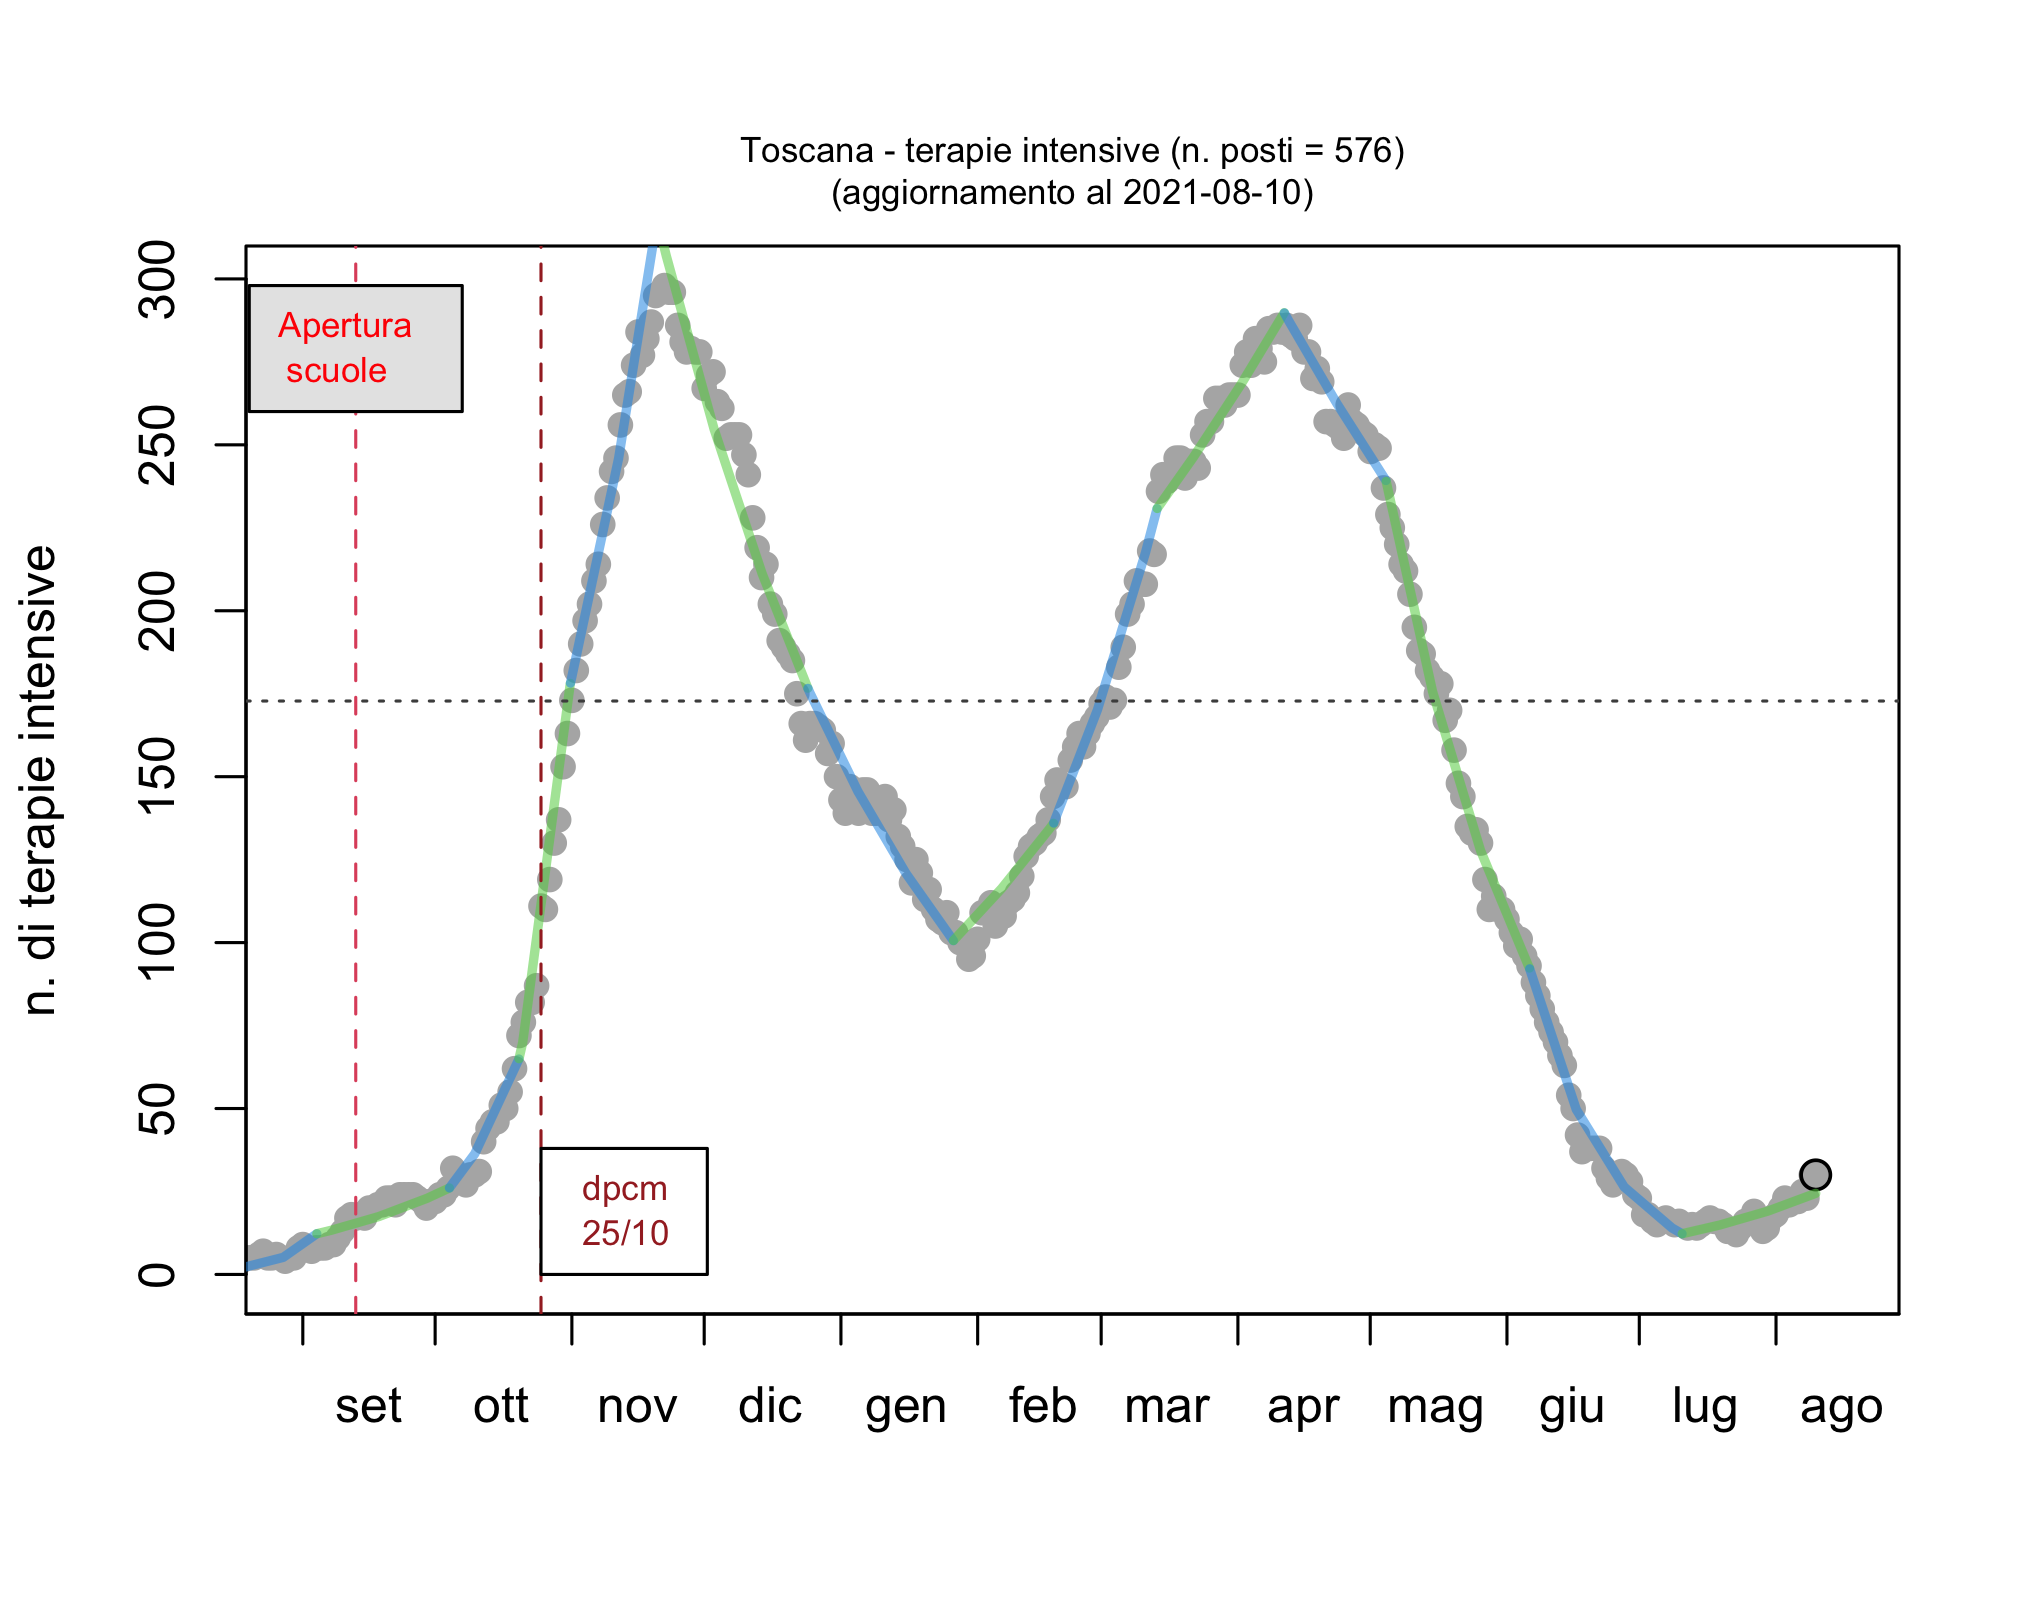 Toscana - terapie intensive (n. posti = 576)
(aggiornamento al 2021-08-10)
n. di terapie intensive
300
250
200
150
100
50
0
Apertura
scuole
dpcm
25/10
set ott nov dic gen feb mar apr mag giu lug ago